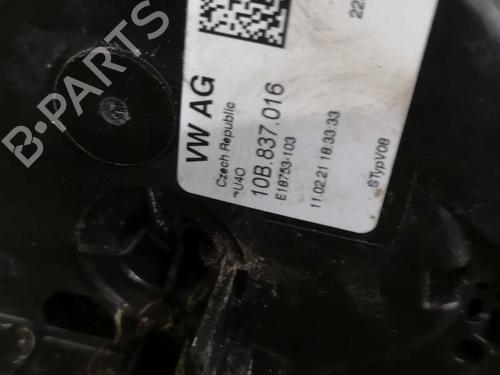 B-PARTS
22.
VW AG
Czech Republic
10B.837.016
E18753-103
11.02.21 18.33.33
STypV08